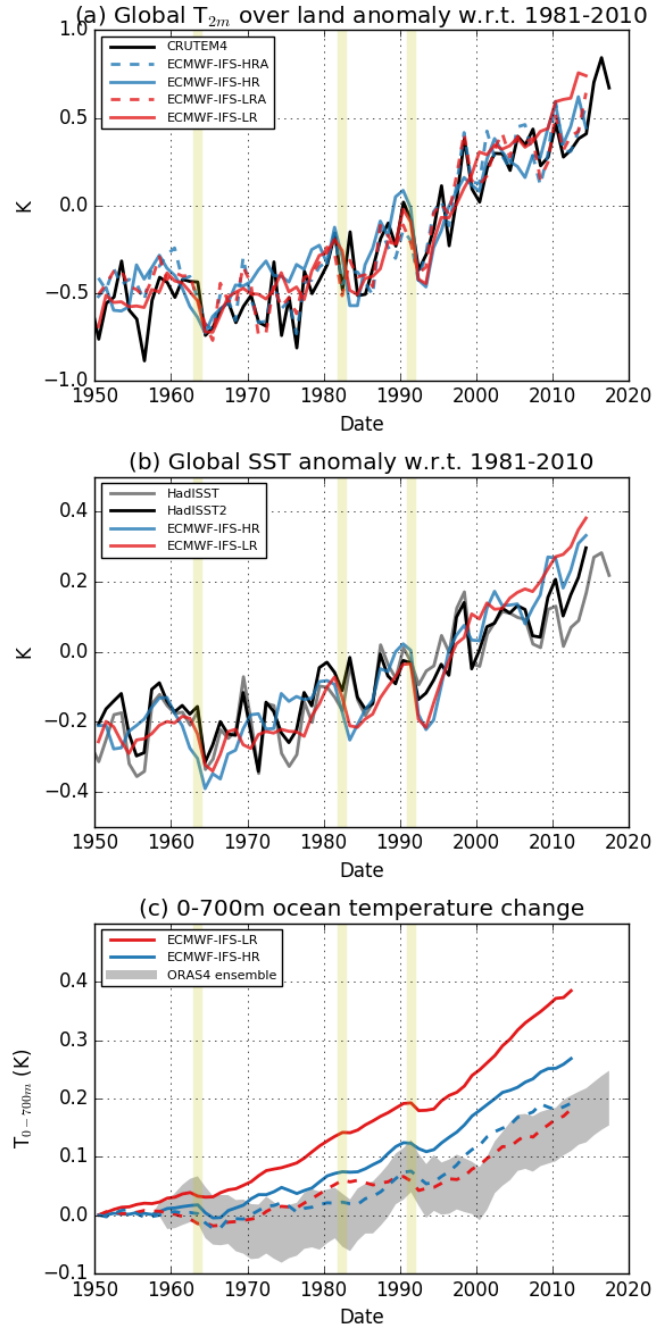 (a) Global T2m over land anomaly w.r.t. 1981-2010
1.0
0.5
0.0
−0.5
−1.0
K
CRUTEM4
ECMWF-IFS-HRA
ECMWF-IFS-HR
ECMWF-IFS-LRA
ECMWF-IFS-LR
1950 1960 1970 1980 1990 2000 2010 2020
Date
(b) Global SST anomaly w.r.t. 1981-2010
0.4
0.2
0.0
−0.2
−0.4
K
HadISST
HadISST2
ECMWF-IFS-HR
ECMWF-IFS-LR
1950 1960 1970 1980 1990 2000 2010 2020
Date
(c) 0-700m ocean temperature change
0.4
0.3
0.2
0.1
0.0
−0.1
T0−700m (K)
ECMWF-IFS-LR
ECMWF-IFS-HR
ORAS4 ensemble
1950 1960 1970 1980 1990 2000 2010 2020
Date